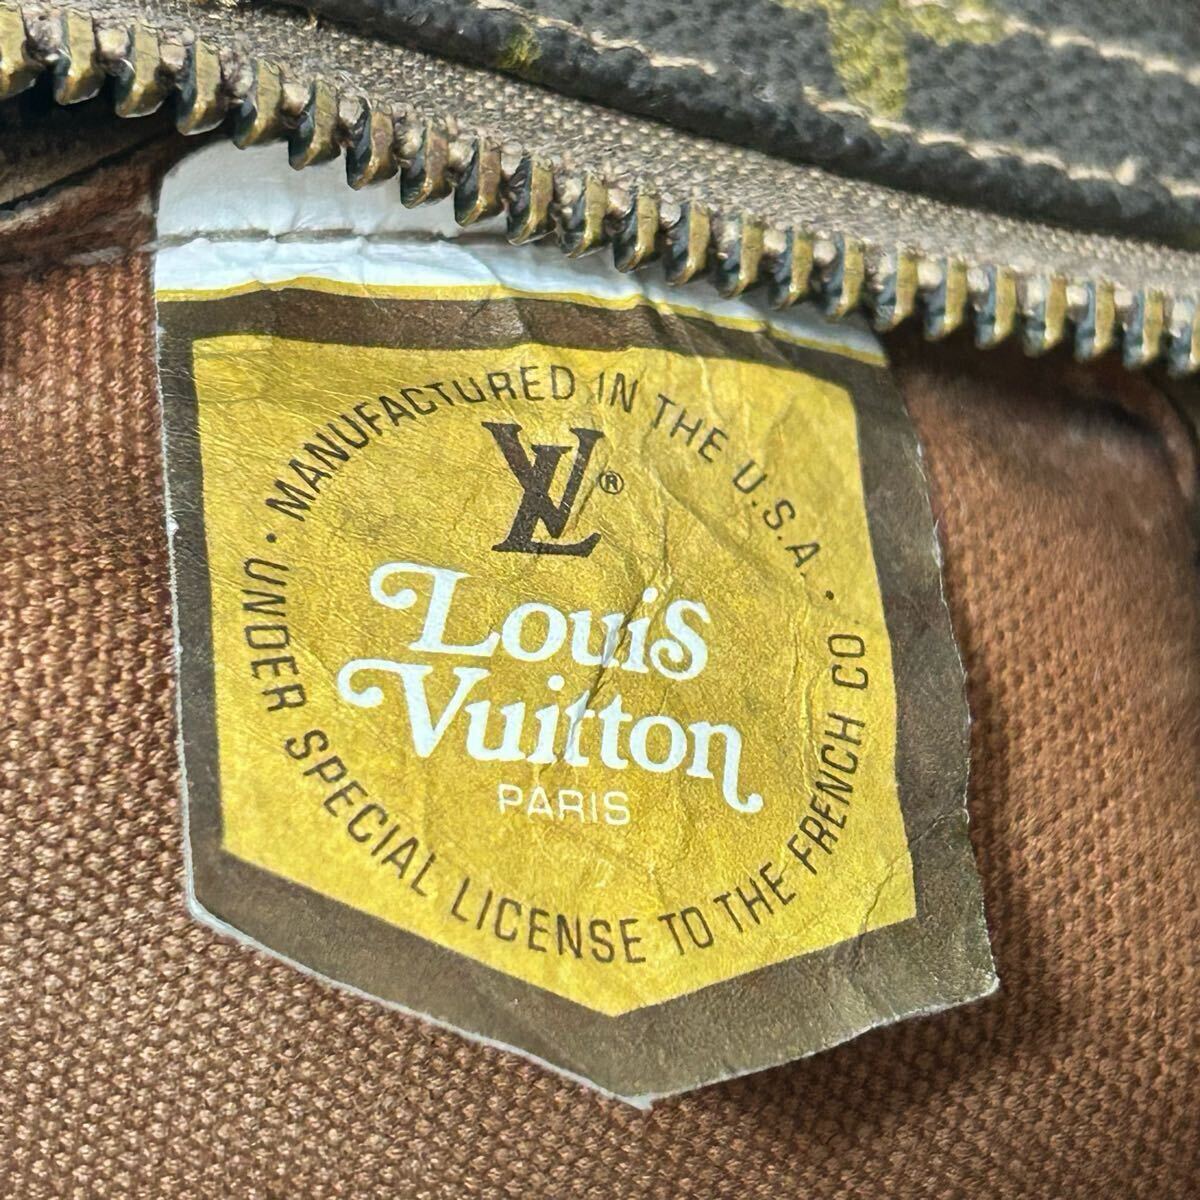 · MANUFACTURED IN THE U.S.A. ·
LV®
Louis
Vuitton
PARIS
UNDER SPECIAL LICENSE TO THE FRENCH CO.